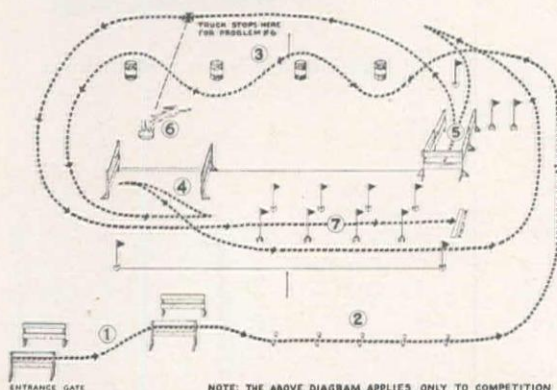 TRUCK STOPS HERE
FOR PROBLEM #6
3
6
5
4
7
1
2
ENTRANCE GATE
NOTE: THE ABOVE DIAGRAM APPLIES ONLY TO COMPETITION